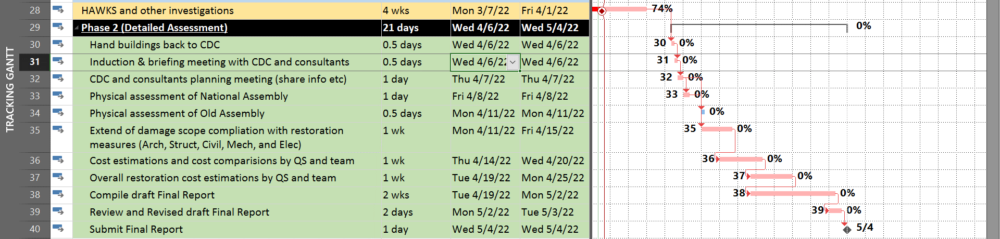 TRACKING GANTT
28 HAWKS and other investigations 4 wks Mon 3/7/22 Fri 4/1/22 74%
29 Phase 2 (Detailed Assessment) 21 days Wed 4/6/22 Wed 5/4/22 0%
30 Hand buildings back to CDC 0.5 days Wed 4/6/22 Wed 4/6/22 30 0%
31 Induction & briefing meeting with CDC and consultants 0.5 days Wed 4/6/22 Wed 4/6/22 31 0%
32 CDC and consultants planning meeting (share info etc) 1 day Thu 4/7/22 Thu 4/7/22 32 0%
33 Physical assessment of National Assembly 1 day Fri 4/8/22 Fri 4/8/22 33 0%
34 Physical assessment of Old Assembly 0.5 days Mon 4/11/22 Mon 4/11/22 0%
35 Extend of damage scope compliation with restoration 1 wk Mon 4/11/22 Fri 4/15/22 35 0%
measures (Arch, Struct, Civil, Mech, and Elec)
36 Cost estimations and cost comparisions by QS and team 1 wk Thu 4/14/22 Wed 4/20/22 36 0%
37 Overall restoration cost estimations by QS and team 1 wk Tue 4/19/22 Mon 4/25/22 37 0%
38 Compile draft Final Report 2 wks Tue 4/19/22 Mon 5/2/22 38 0%
39 Review and Revised draft Final Report 2 days Mon 5/2/22 Tue 5/3/22 39 0%
40 Submit Final Report 1 day Wed 5/4/22 Wed 5/4/22 5/4